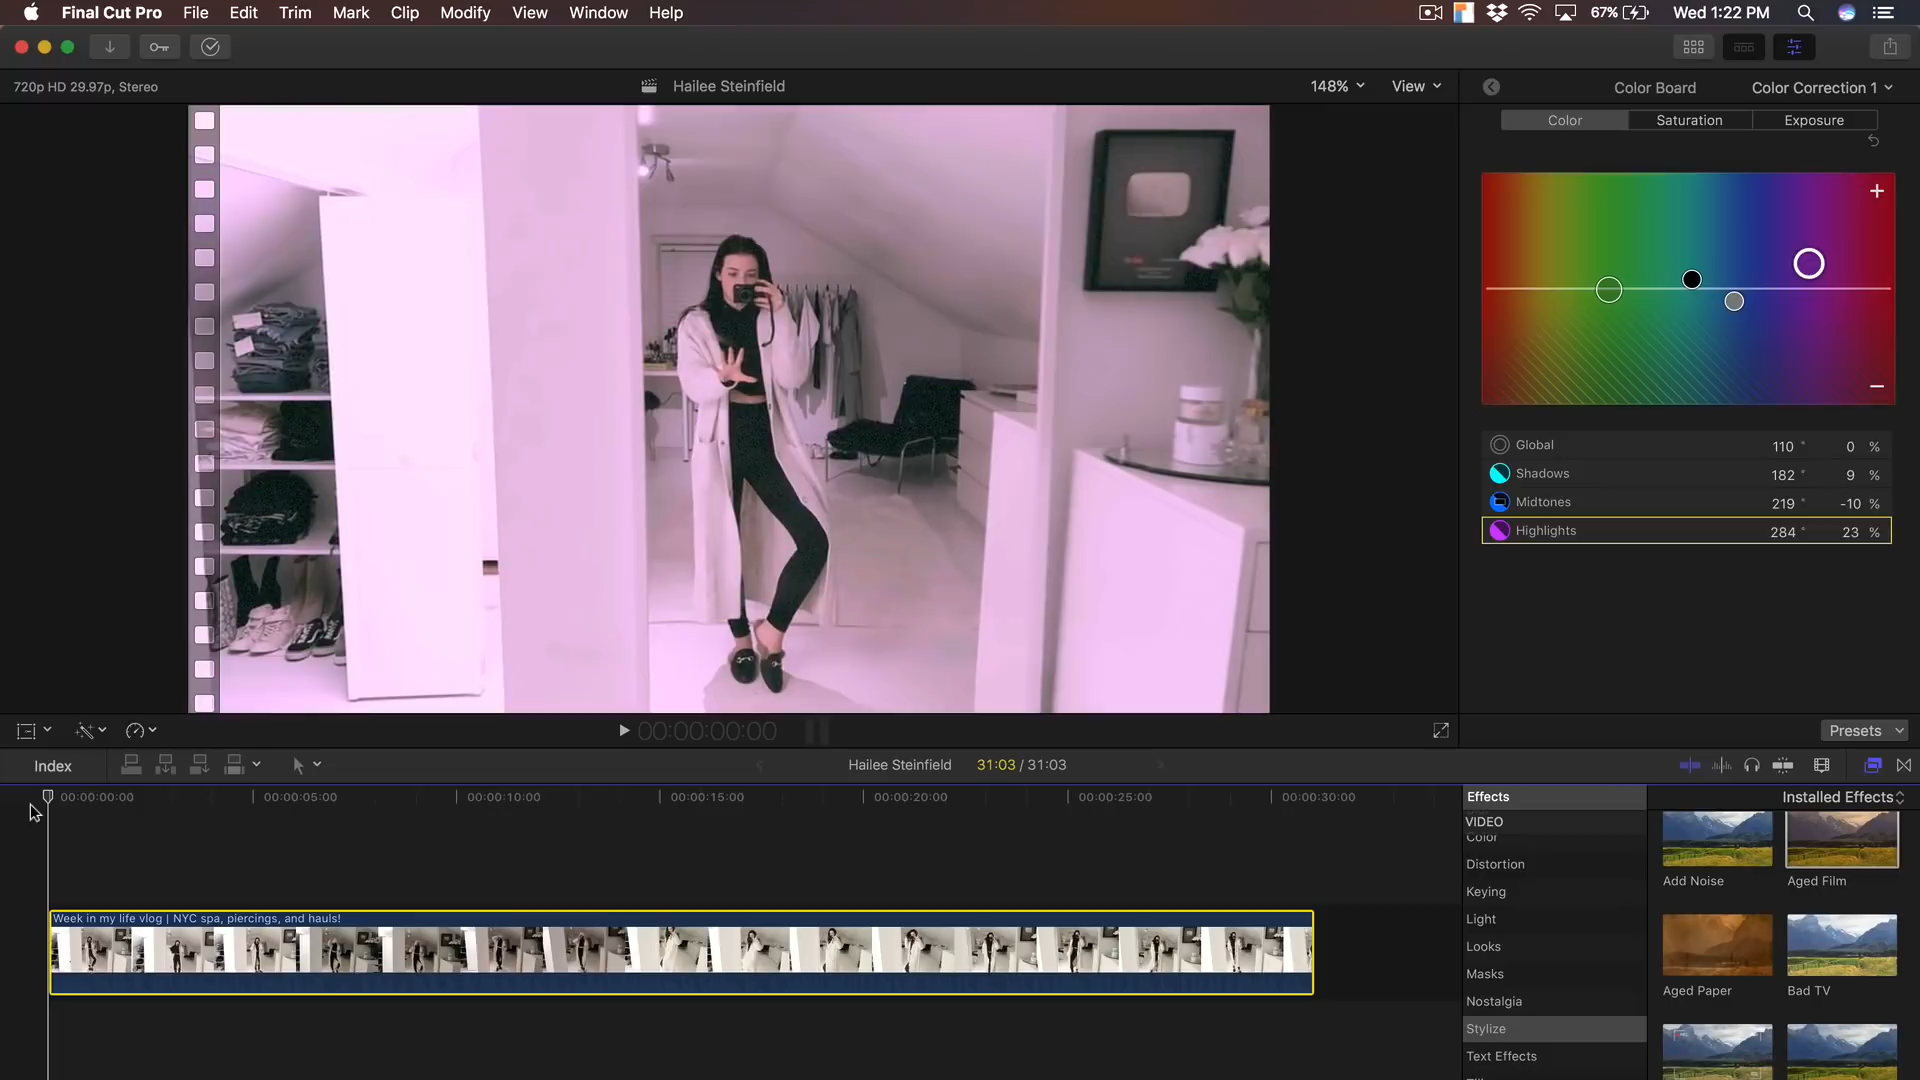 Final Cut Pro File Edit Trim Mark Clip Modify View Window Help 67% Wed 1:22 PM
720p HD 29.97p, Stereo Hailee Steinfield 148% View Color Board Color Correction 1
Color Saturation Exposure
Global 110 ° 0 %
Shadows 182 ° 9 %
Midtones 219 ° -10 %
Highlights 284 ° 23 %
00:00:00:00 Presets
Index Hailee Steinfield 31:03 / 31:03
00:00:00:00 00:00:05:00 00:00:10:00 00:00:15:00 00:00:20:00 00:00:25:00 00:00:30:00
Effects Installed Effects
VIDEO
Color
Distortion
Add Noise Aged Film
Keying
Light
Week in my life vlog | NYC spa, piercings, and hauls!
Looks
Masks
Aged Paper Bad TV
Nostalgia
Stylize
Text Effects